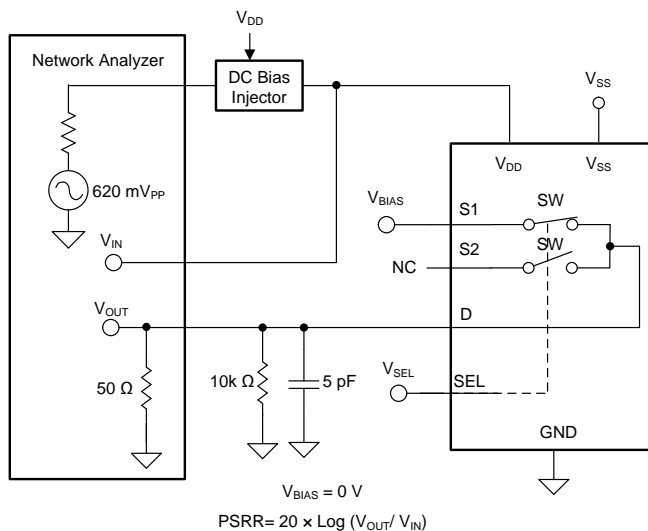 VDD
Network Analyzer
DC Bias
Injector
VSS
VDD
VSS
620 mVPP
VBIAS
S1
SW
VIN
S2
SW
NC
VOUT
D
50 Ω
10k Ω
5 pF
VSEL
SEL
GND
VBIAS = 0 V
PSRR= 20 × Log (VOUT/ VIN)